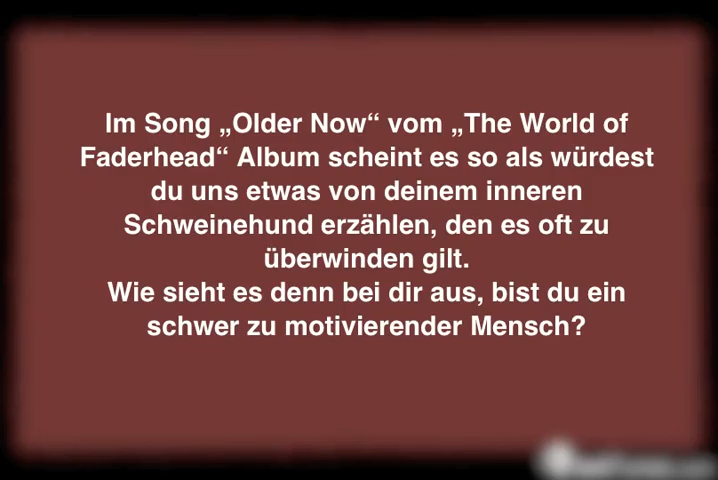 Im Song „Older Now“ vom „The World of
Faderhead“ Album scheint es so als würdest
du uns etwas von deinem inneren
Schweinehund erzählen, den es oft zu
überwinden gilt.
Wie sieht es denn bei dir aus, bist du ein
schwer zu motivierender Mensch?